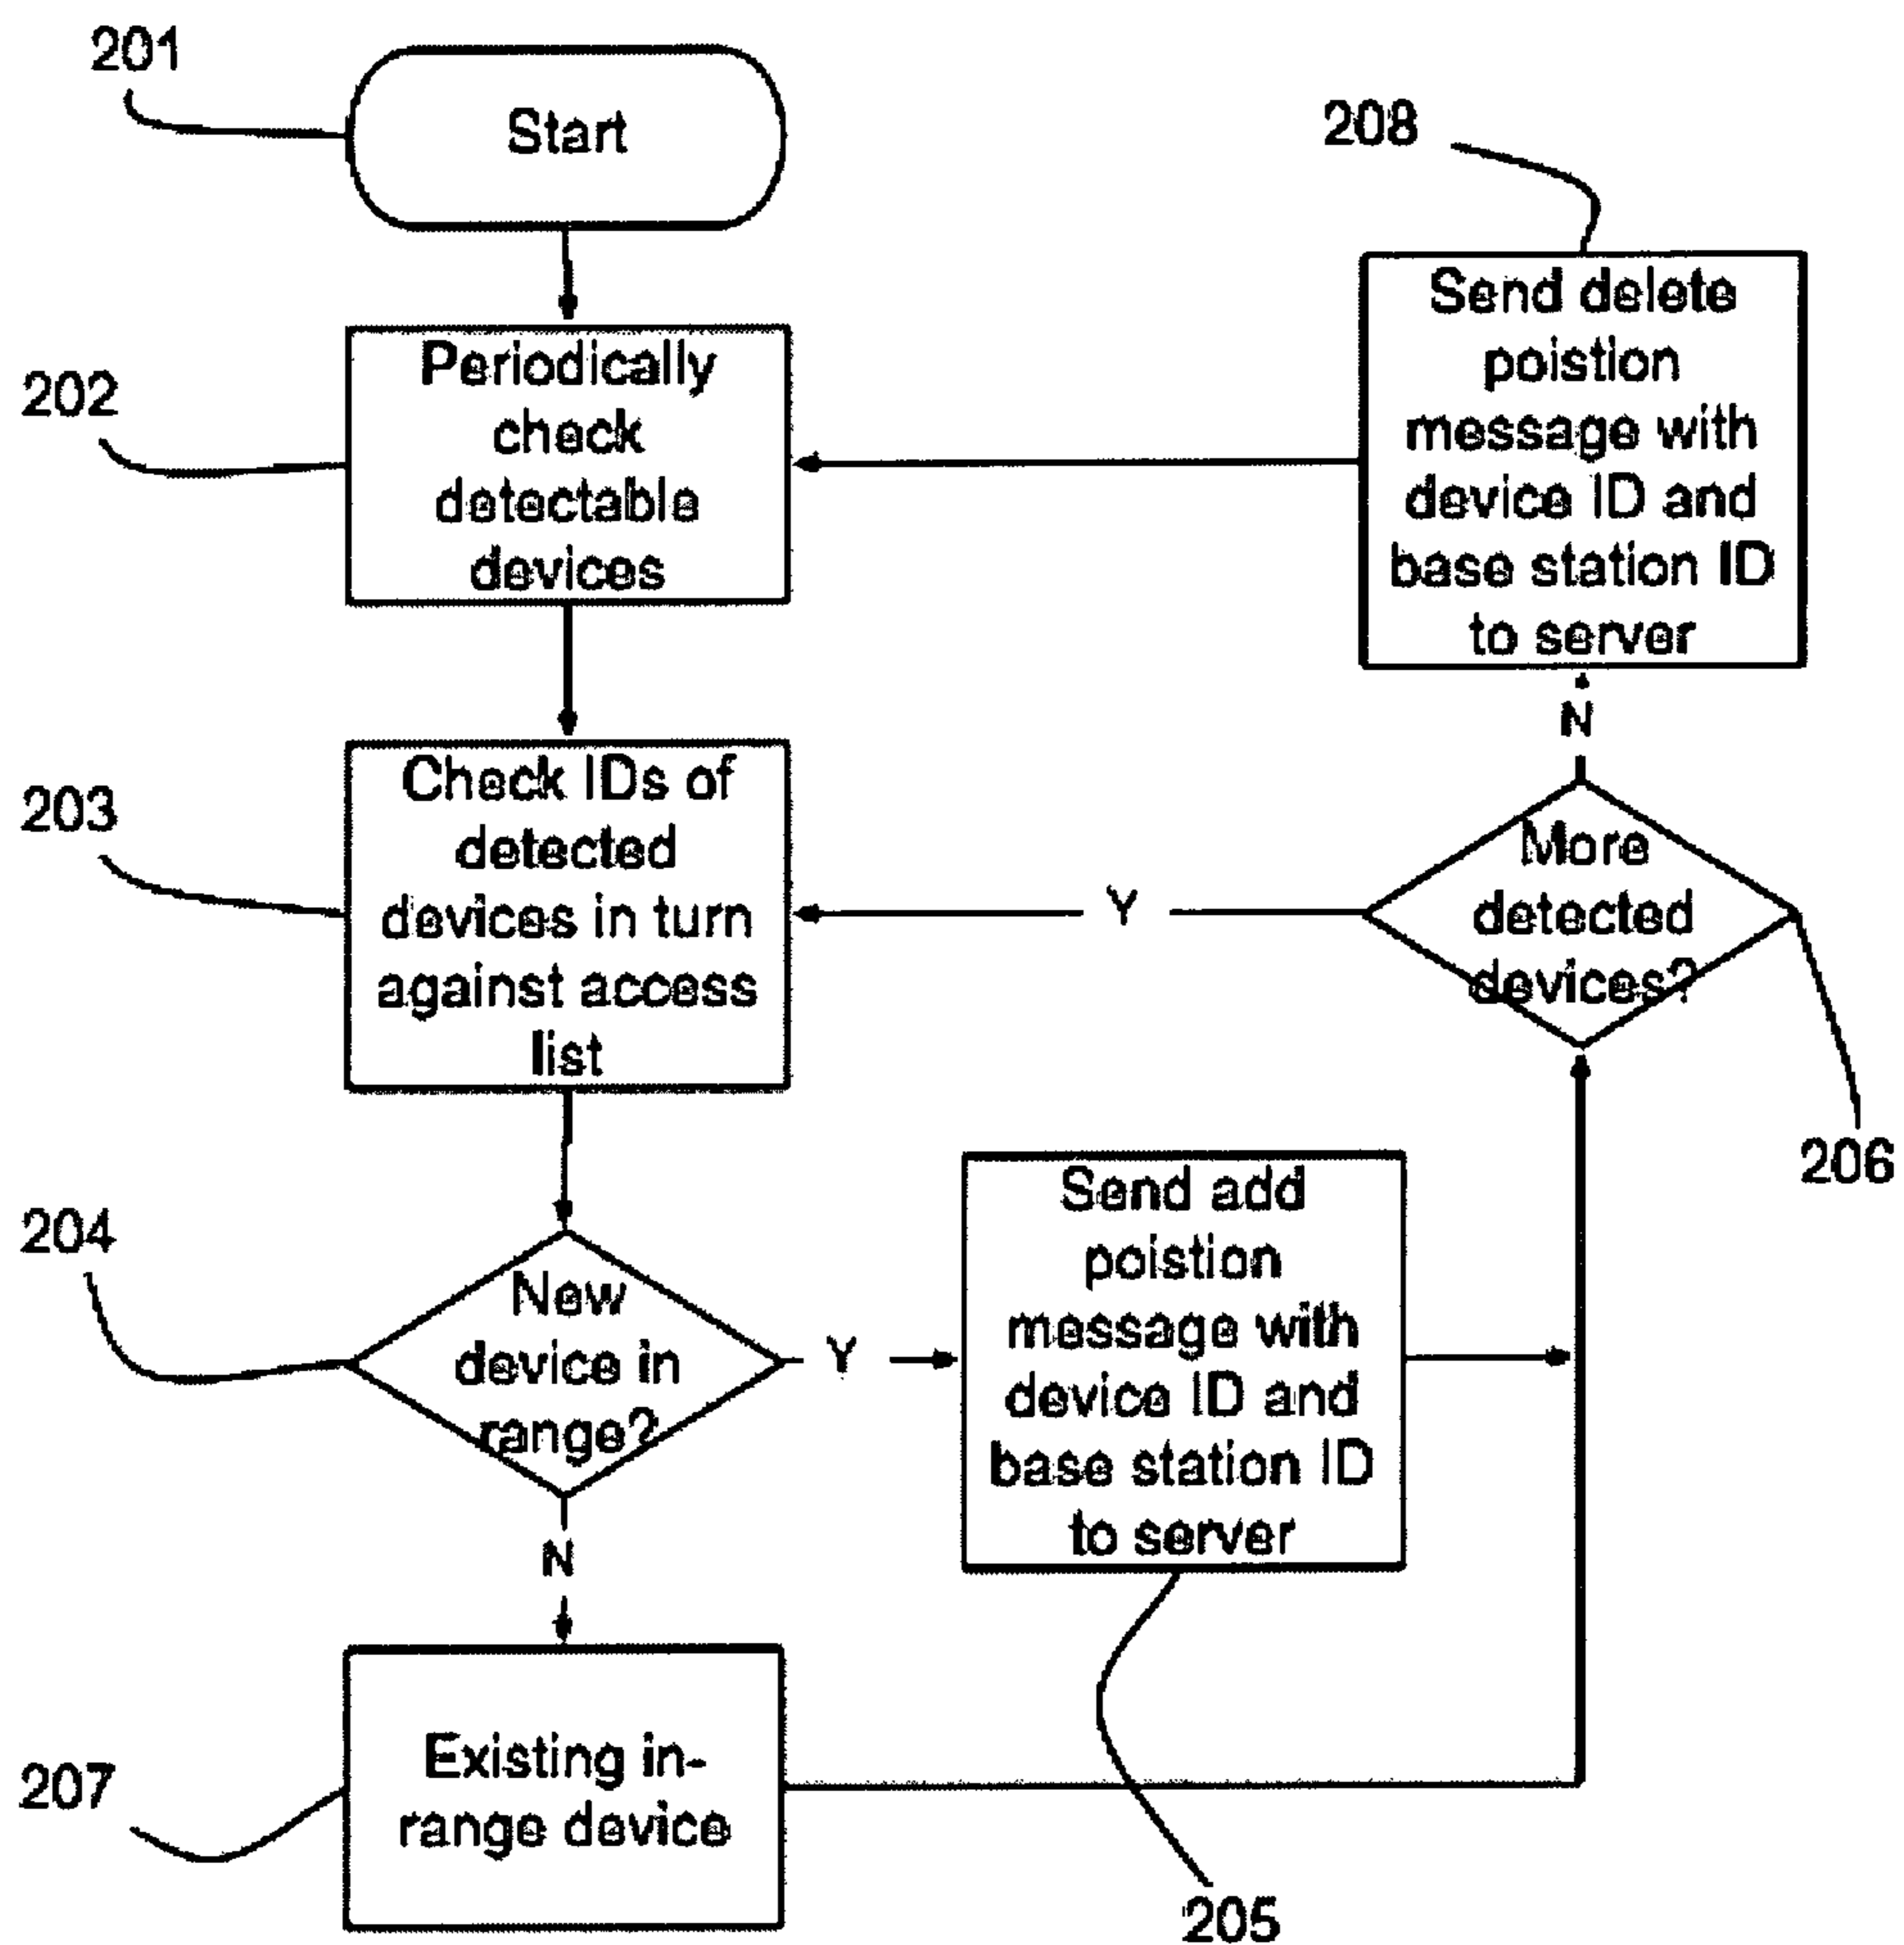 201
Start
202
Periodically
check
detectable
devices
203
Check IDs of
detected
devices in turn
against access
list
204
New
device in
range?
Y
N
Send add
poistion
message with
device ID and
base station ID
to server
205
207
Existing in-
range device
More
detected
devices?
206
Y
N
208
Send delete
poistion
message with
device ID and
base station ID
to server